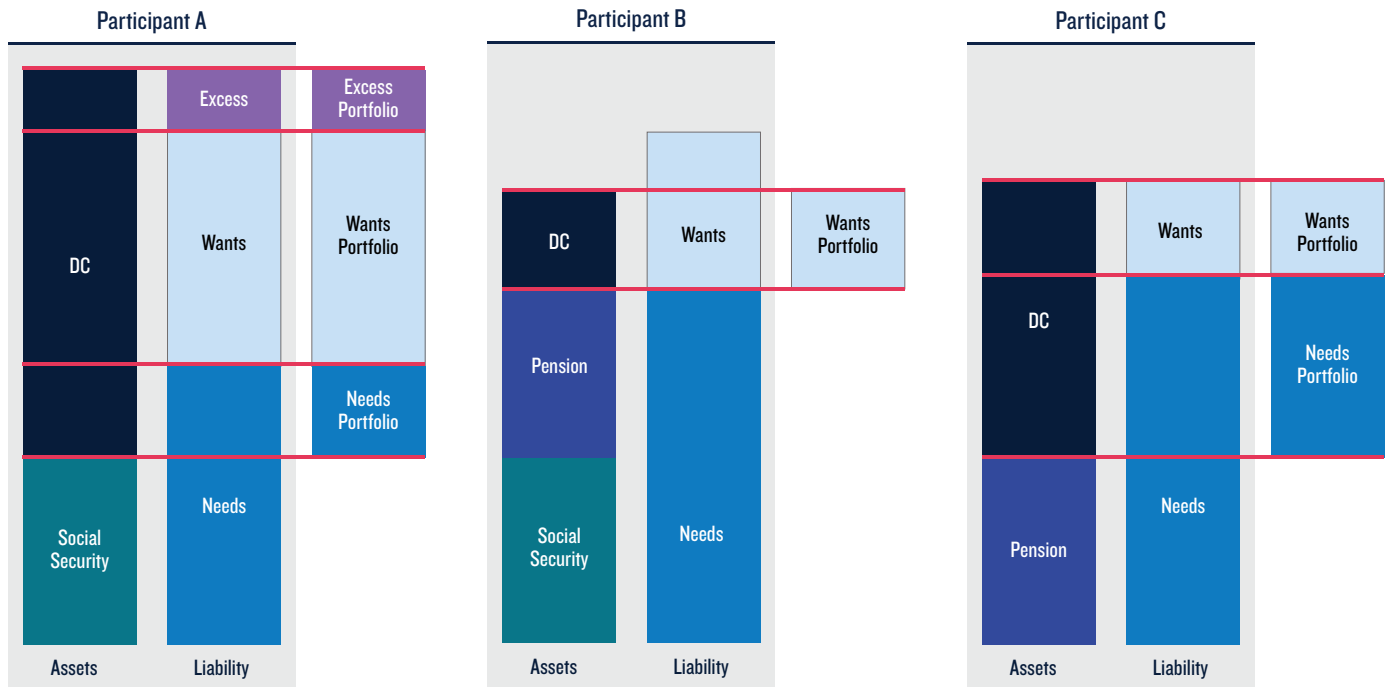 Participant A
Excess
Excess
Portfolio
DC
Wants
Wants
Portfolio
Needs
Portfolio
Social
Security
Needs
Assets
Liability
Participant B
DC
Wants
Wants
Portfolio
Pension
Social
Security
Needs
Assets
Liability
Participant C
Wants
Wants
Portfolio
DC
Needs
Portfolio
Pension
Needs
Assets
Liability